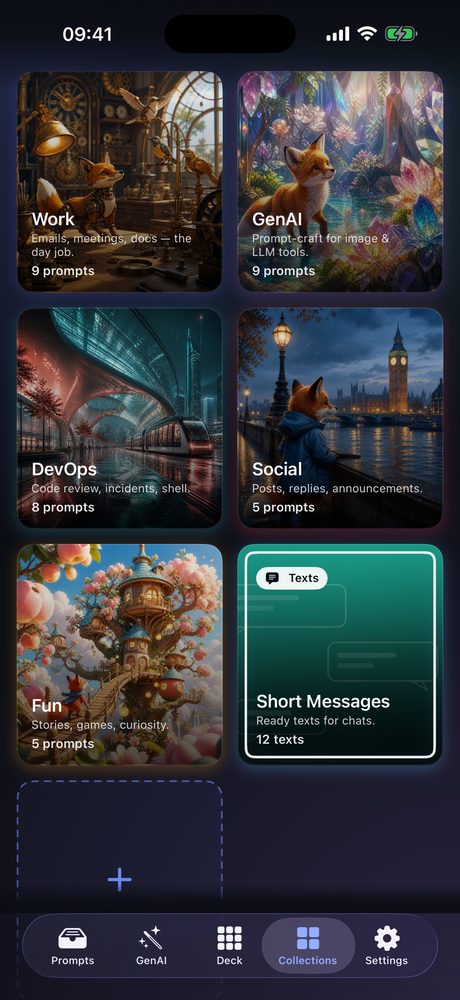 09:41
Work
Emails, meetings, docs — the
day job.
9 prompts
GenAI
Prompt-craft for image &
LLM tools.
9 prompts
DevOps
Code review, incidents, shell.
8 prompts
Social
Posts, replies, announcements.
5 prompts
Fun
Stories, games, curiosity.
5 prompts
Texts
Short Messages
Ready texts for chats.
12 texts
Prompts
GenAI
Deck
Collections
Settings